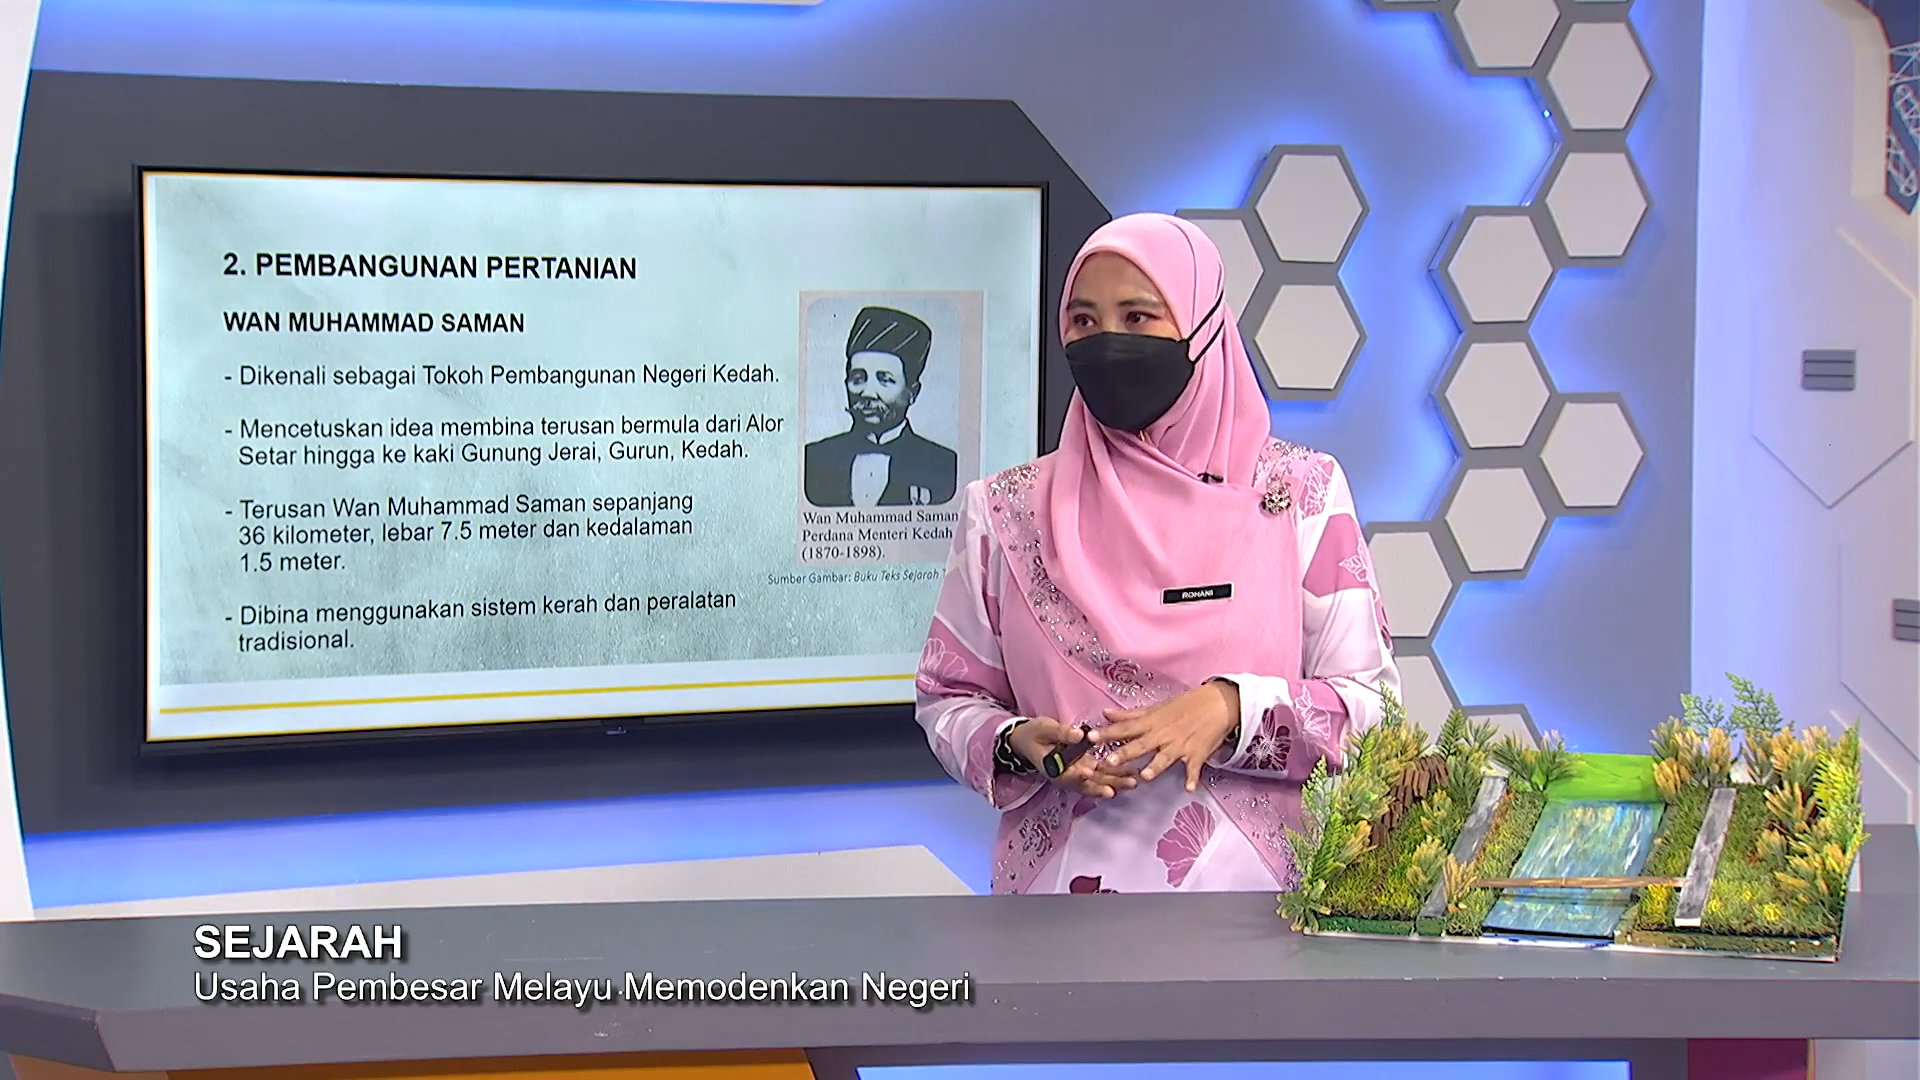 2. PEMBANGUNAN PERTANIAN
WAN MUHAMMAD SAMAN
- Dikenali sebagai Tokoh Pembangunan Negeri Kedah.
- Mencetuskan idea membina terusan bermula dari Alor
Setar hingga ke kaki Gunung Jerai, Gurun, Kedah.
- Terusan Wan Muhammad Saman sepanjang
36 kilometer, lebar 7.5 meter dan kedalaman
1.5 meter.
- Dibina menggunakan sistem kerah dan peralatan
tradisional.
Wan Muhammad Saman
Perdana Menteri Kedah
(1870-1898).
Sumber Gambar: Buku Teks Sejarah
ROHANI
SEJARAH
Usaha Pembesar Melayu Memodenkan Negeri